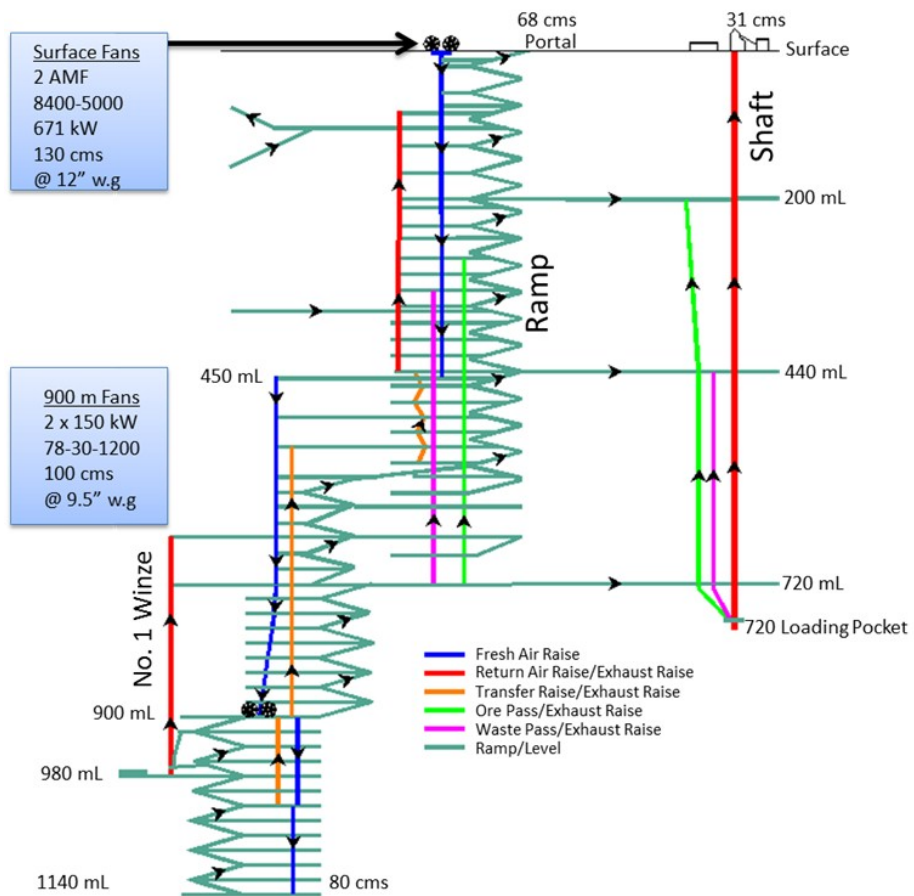 68 cms
Portal
31 cms
Surface
Surface Fans
2 AMF
8400-5000
671 kW
130 cms
@ 12” w.g
Shaft
200 mL
Ramp
450 mL
440 mL
900 m Fans
2 x 150 kW
78-30-1200
100 cms
@ 9.5” w.g
No. 1 Winze
720 mL
720 Loading Pocket
Fresh Air Raise
Return Air Raise/Exhaust Raise
Transfer Raise/Exhaust Raise
Ore Pass/Exhaust Raise
Waste Pass/Exhaust Raise
Ramp/Level
900 mL
980 mL
1140 mL
80 cms